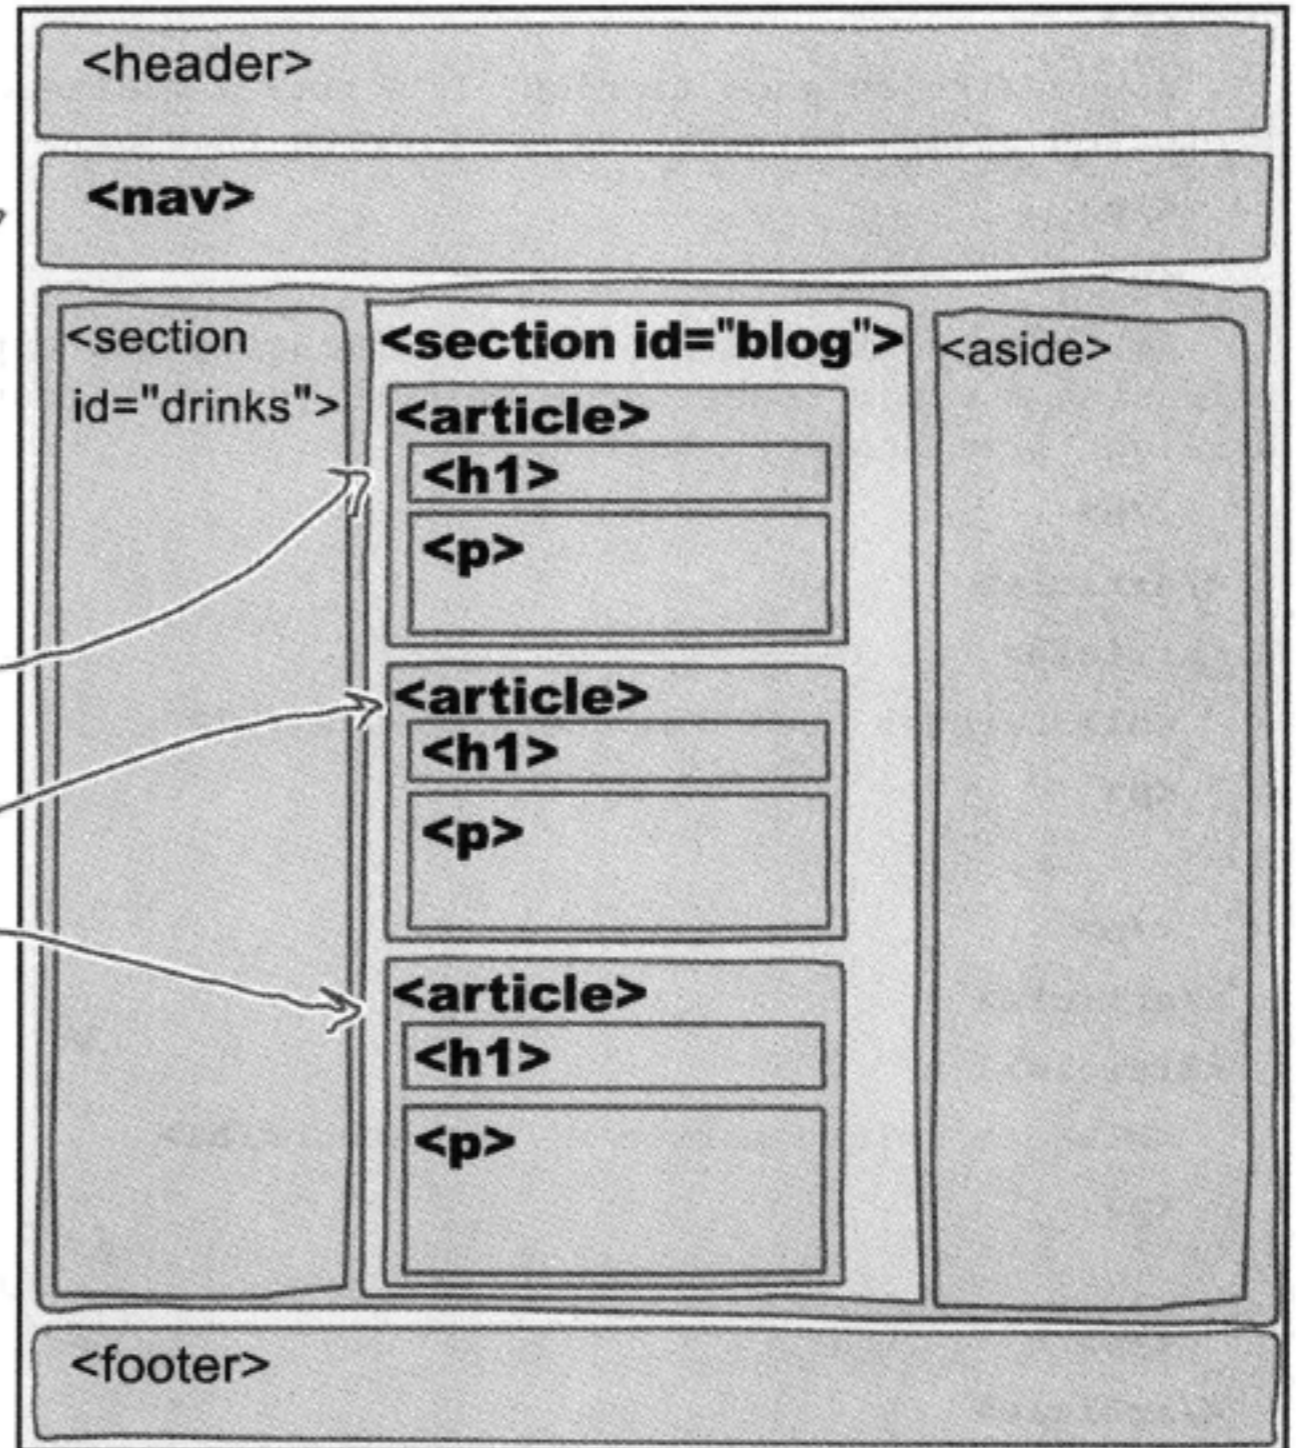 <header>
<nav>
<section
id="drinks">
<section id="blog">
<article>
<h1>
<p>
<article>
<h1>
<p>
<article>
<h1>
<p>
<aside>
<footer>